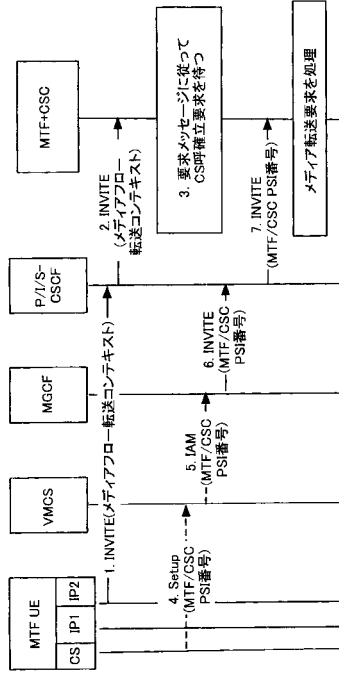 MTF UE
CS
IP1
IP2
VMCS
MGCF
P/I/S-
CSCF
MTF+CSC
1. INVITE(メディアフロー転送コンテキスト)
2. INVITE
(メディアフロー
転送コンテキスト)
3. 要求メッセージに従って
CS呼確立要求を待つ
4. Setup
(MTF/CSC
PSI番号)
5. IAM
(MTF/CSC
PSI番号)
6. INVITE
(MTF/CSC
PSI番号)
7. INVITE
(MTF/CSC PSI番号)
メディア転送要求を処理